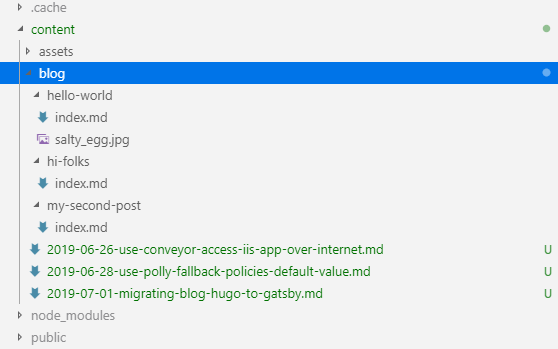 .cache
content
assets
blog
hello-world
index.md
salty_egg.jpg
hi-folks
index.md
my-second-post
index.md
2019-06-26-use-conveyor-access-iis-app-over-internet.md U
2019-06-28-use-polly-fallback-policies-default-value.md U
2019-07-01-migrating-blog-hugo-to-gatsby.md U
node_modules
public